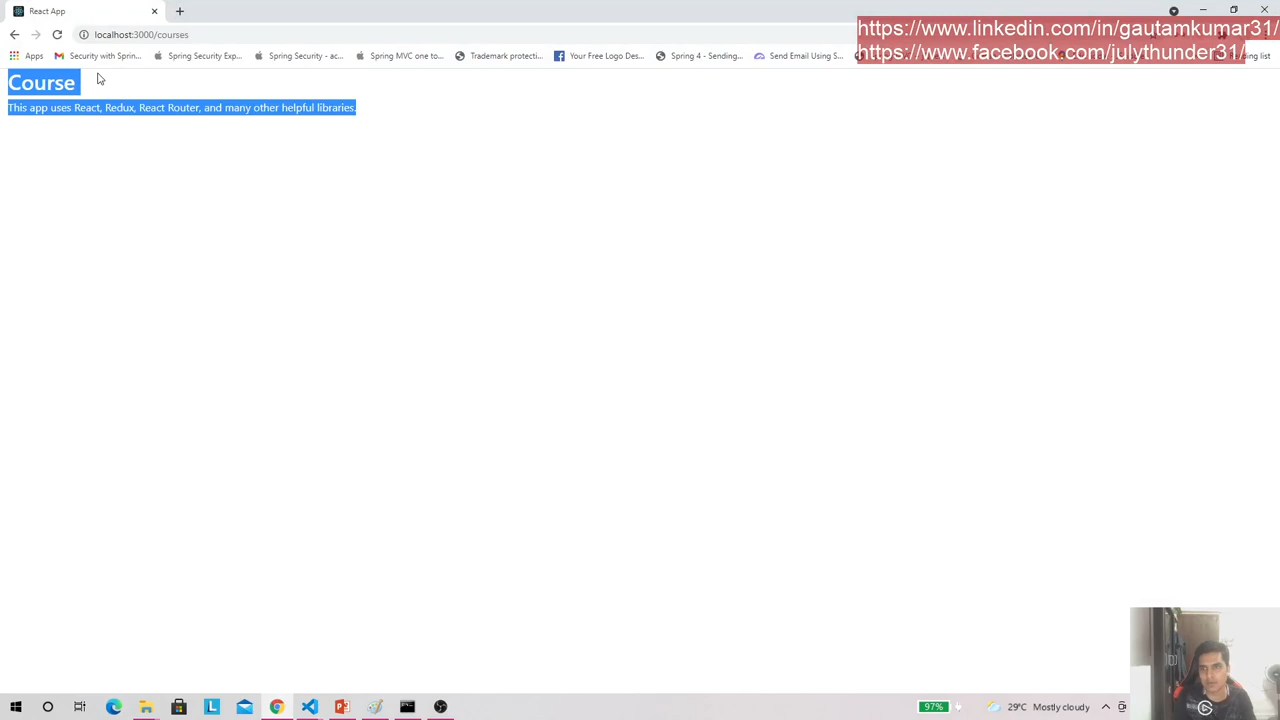 React App
https://www.linkedin.com/in/gautamkumar31/
localhost:3000/courses
https://www.facebook.com/julythunder31/
Apps
Security with Sprin...
Spring Security Exp...
Spring Security - ac...
Spring MVC one to...
Trademark protecti...
Your Free Logo Des...
Spring 4 - Sending...
Send Email Using S...
list
Course
This app uses React, Redux, React Router, and many other helpful libraries.
97%
29°C Mostly cloudy